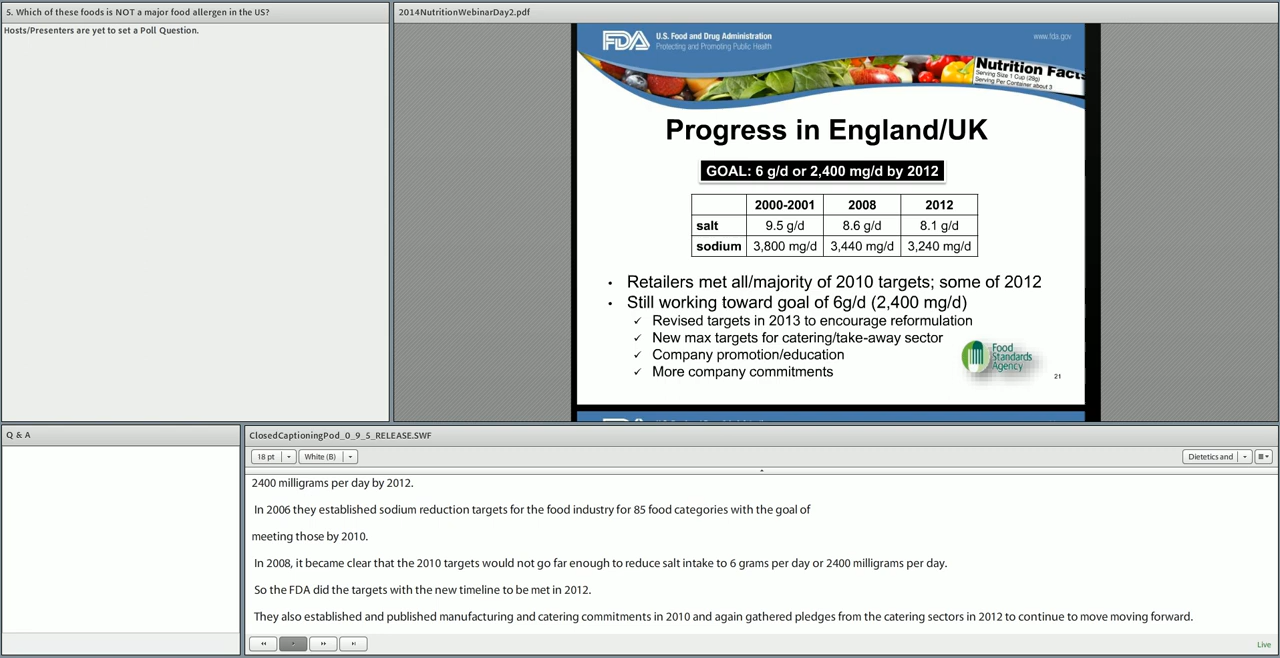 5. Which of these foods is NOT a major food allergen in the US?
Hosts/Presenters are yet to set a Poll Question.
2014NutritionWebinarDay2.pdf
FDA U.S. Food and Drug Administration
Protecting and Promoting Public Health
www.fda.gov
Nutrition Facts
Serving Size 1 Cup (28g)
Serving Per Container about 3
Progress in England/UK
GOAL: 6 g/d or 2,400 mg/d by 2012
2000-2001 2008 2012
salt 9.5 g/d 8.6 g/d 8.1 g/d
sodium 3,800 mg/d 3,440 mg/d 3,240 mg/d
• Retailers met all/majority of 2010 targets; some of 2012
• Still working toward goal of 6g/d (2,400 mg/d)
✓ Revised targets in 2013 to encourage reformulation
✓ New max targets for catering/take-away sector
✓ Company promotion/education
✓ More company commitments
Food
Standards
Agency
21
Q & A
ClosedCaptioningPod_0_9_5_RELEASE.SWF
18 pt White (B) Dietetics and
2400 milligrams per day by 2012.
In 2006 they established sodium reduction targets for the food industry for 85 food categories with the goal of
meeting those by 2010.
In 2008, it became clear that the 2010 targets would not go far enough to reduce salt intake to 6 grams per day or 2400 milligrams per day.
So the FDA did the targets with the new timeline to be met in 2012.
They also established and published manufacturing and catering commitments in 2010 and again gathered pledges from the catering sectors in 2012 to continue to move moving forward.
Live